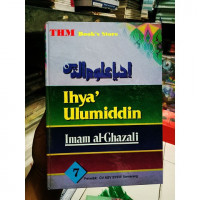 THM Book's Store
احياء علوم الدين
Ihya'
Ulumiddin
Imam al-Ghazali
7